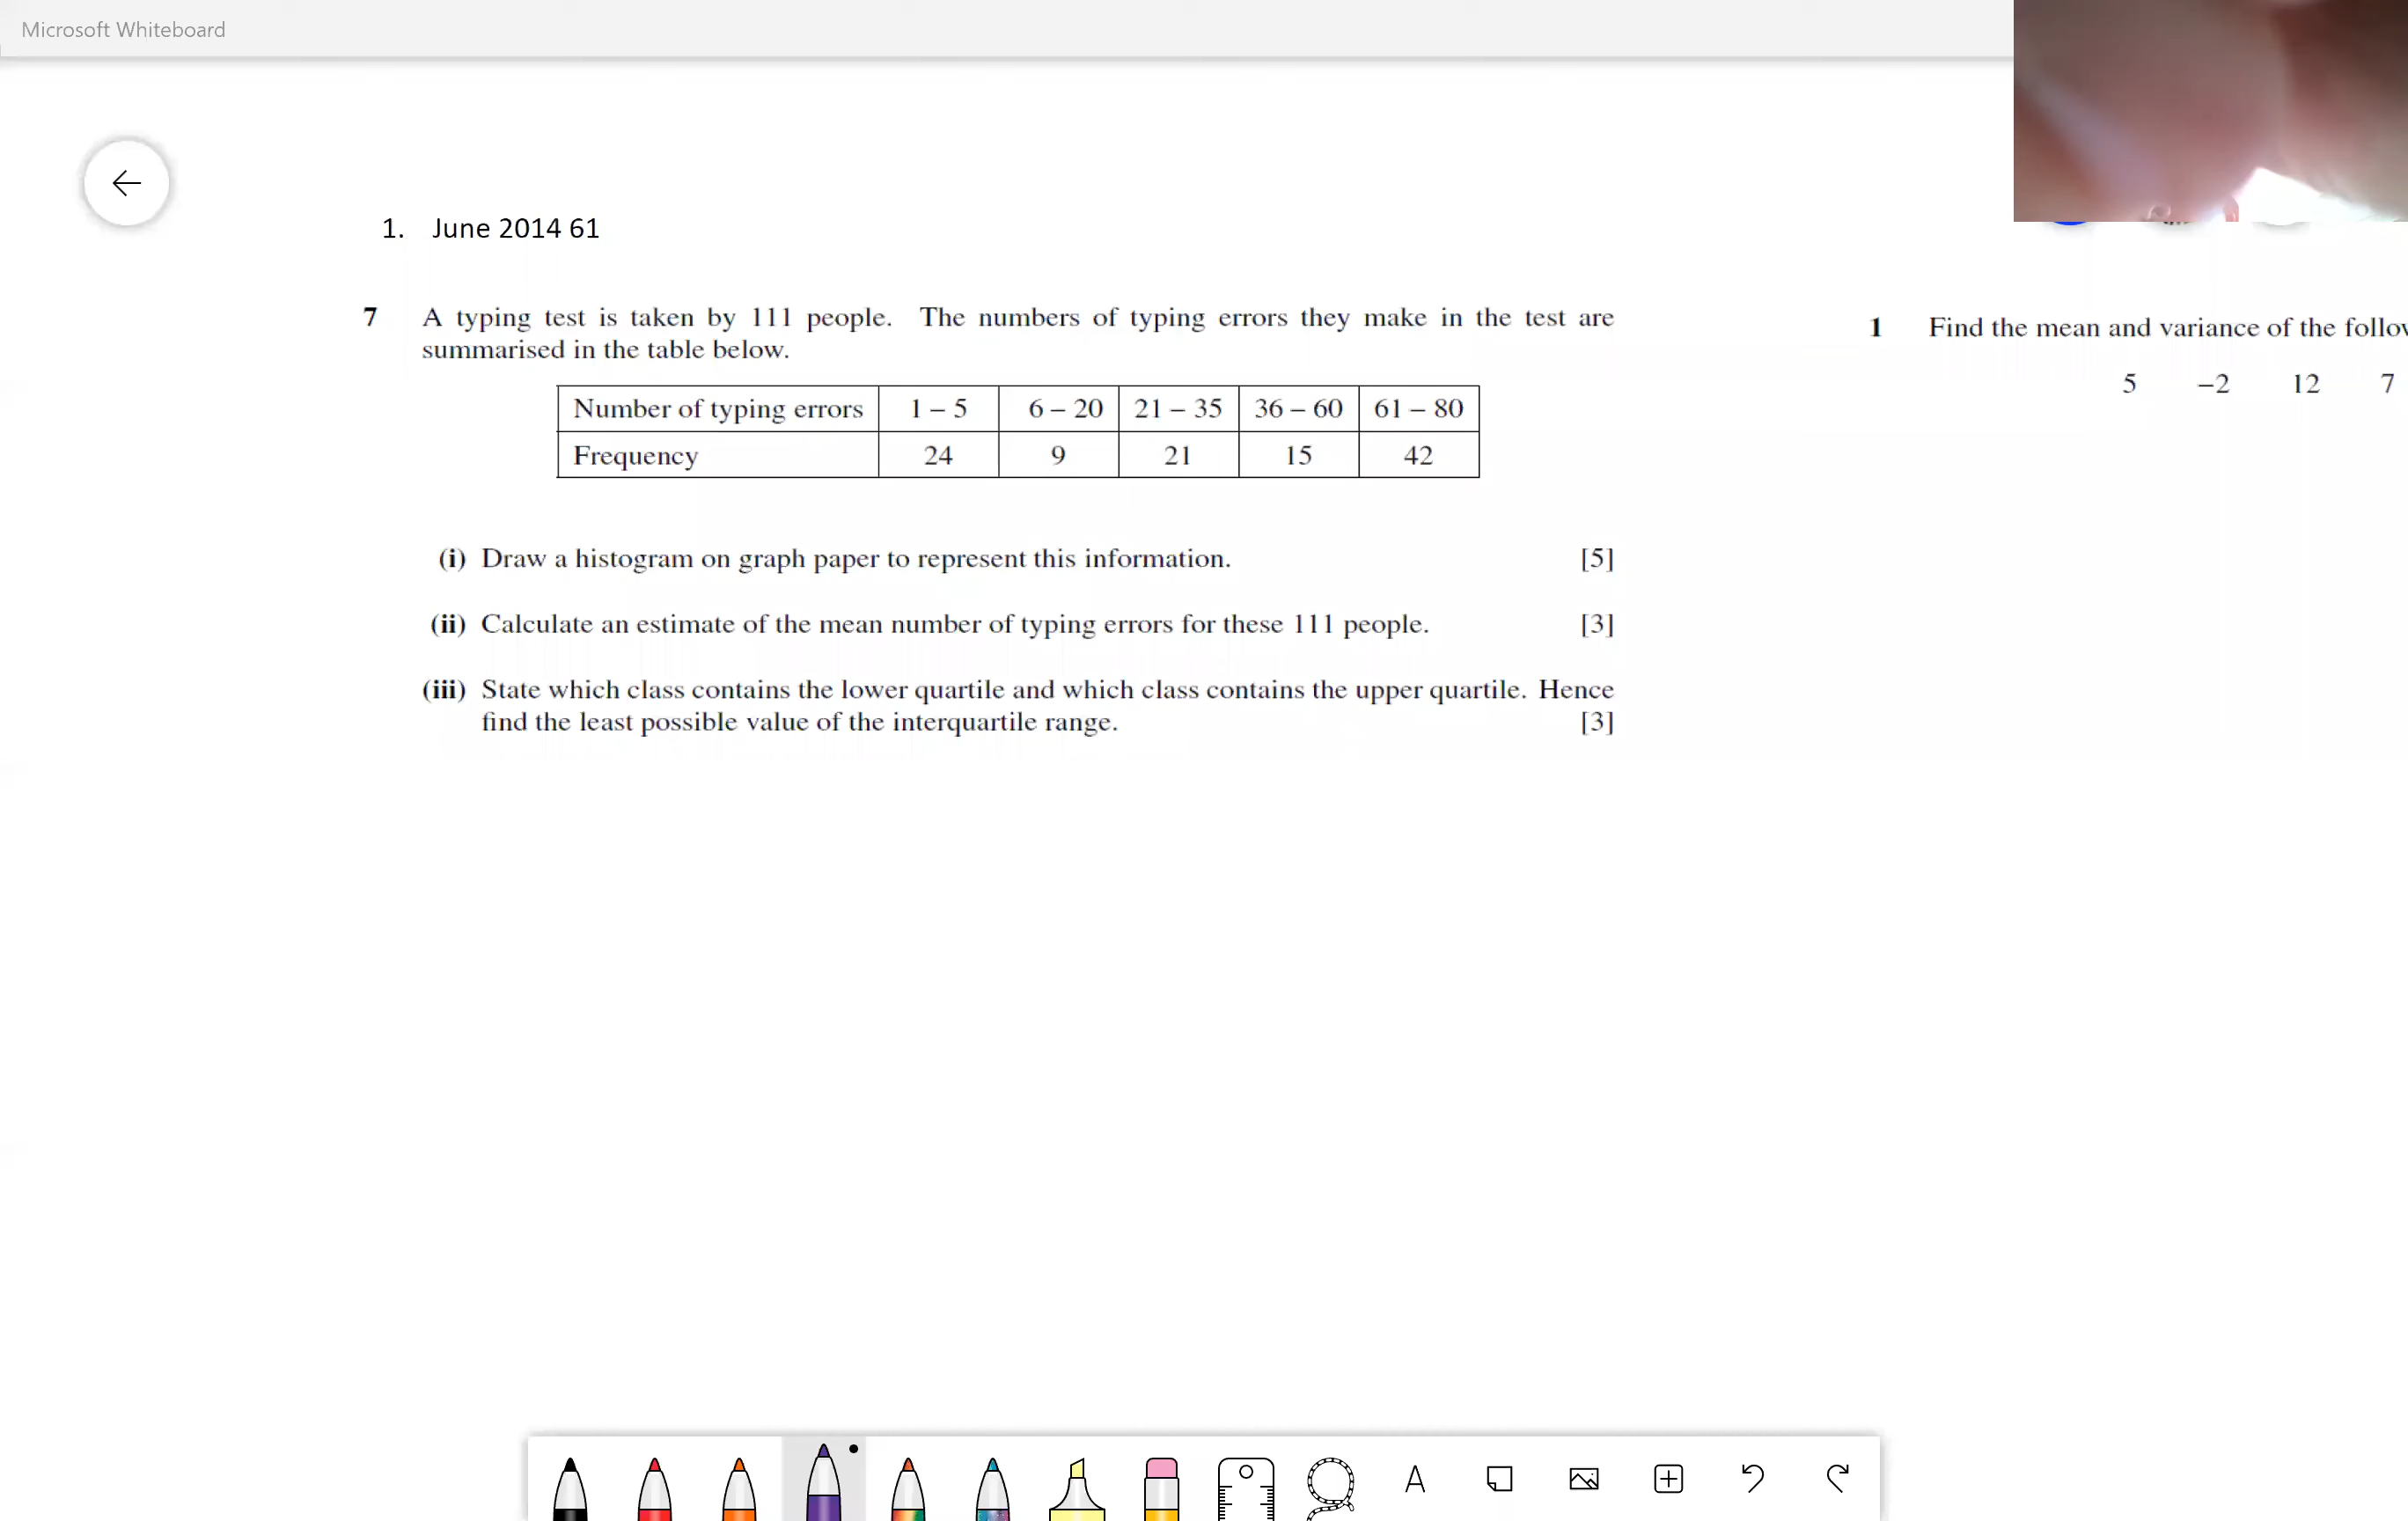 Microsoft Whiteboard
1. June 2014 61
7 A typing test is taken by 111 people. The numbers of typing errors they make in the test are
summarised in the table below.
Number of typing errors 1 – 5 6 – 20 21 – 35 36 – 60 61 – 80
Frequency 24 9 21 15 42
(i) Draw a histogram on graph paper to represent this information. [5]
(ii) Calculate an estimate of the mean number of typing errors for these 111 people. [3]
(iii) State which class contains the lower quartile and which class contains the upper quartile. Hence
find the least possible value of the interquartile range. [3]
1 Find the mean and variance of the
5 −2 12 7
A